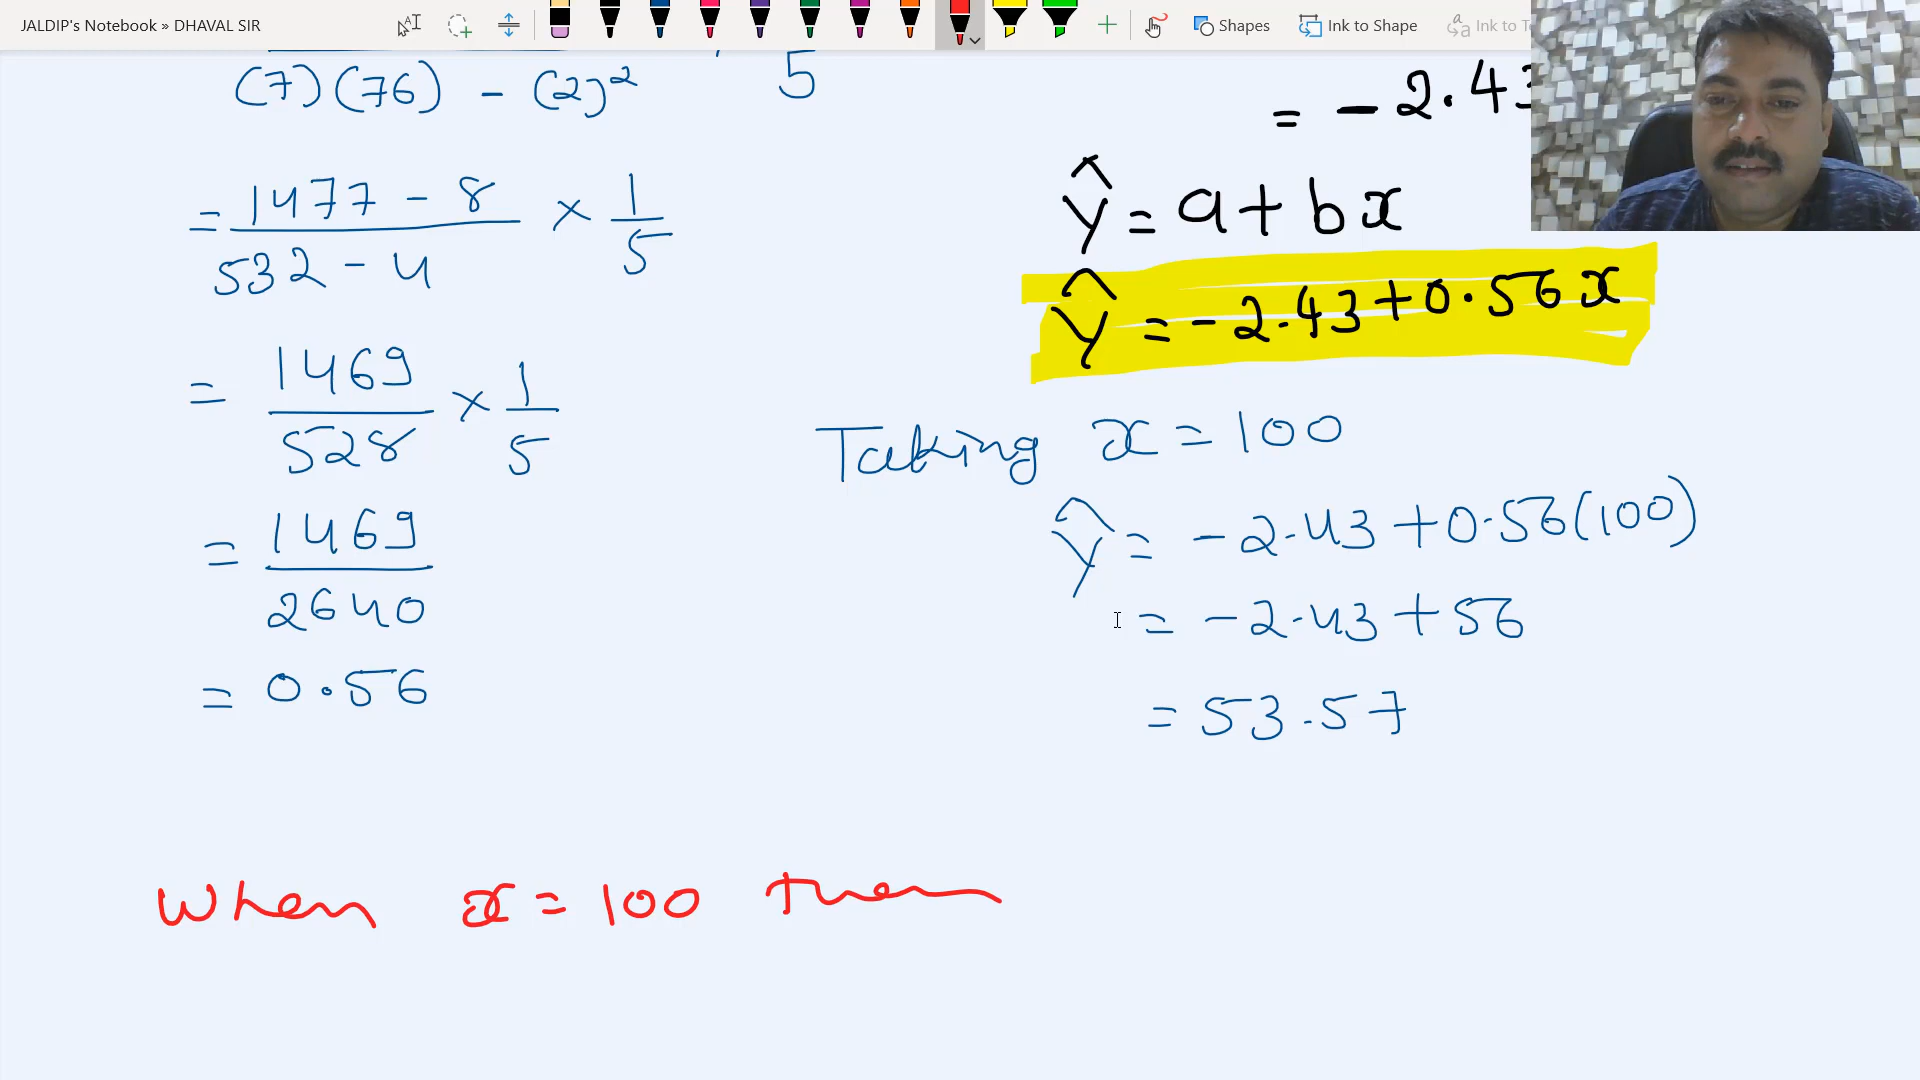 JALDIP's Notebook » DHAVAL SIR
Shapes
Ink to Shape
Ink to T
(7)(76) - (2)² 5
= 1477 - 8 / 532 - 4 × 1/5
= 1469 / 528 × 1/5
= 1469 / 2640
= 0.56
= -2.43
ŷ = a + bx
ŷ = -2.43 + 0.56x
Taking x = 100
ŷ = -2.43 + 0.56(100)
= -2.43 + 56
= 53.57
When x = 100 then